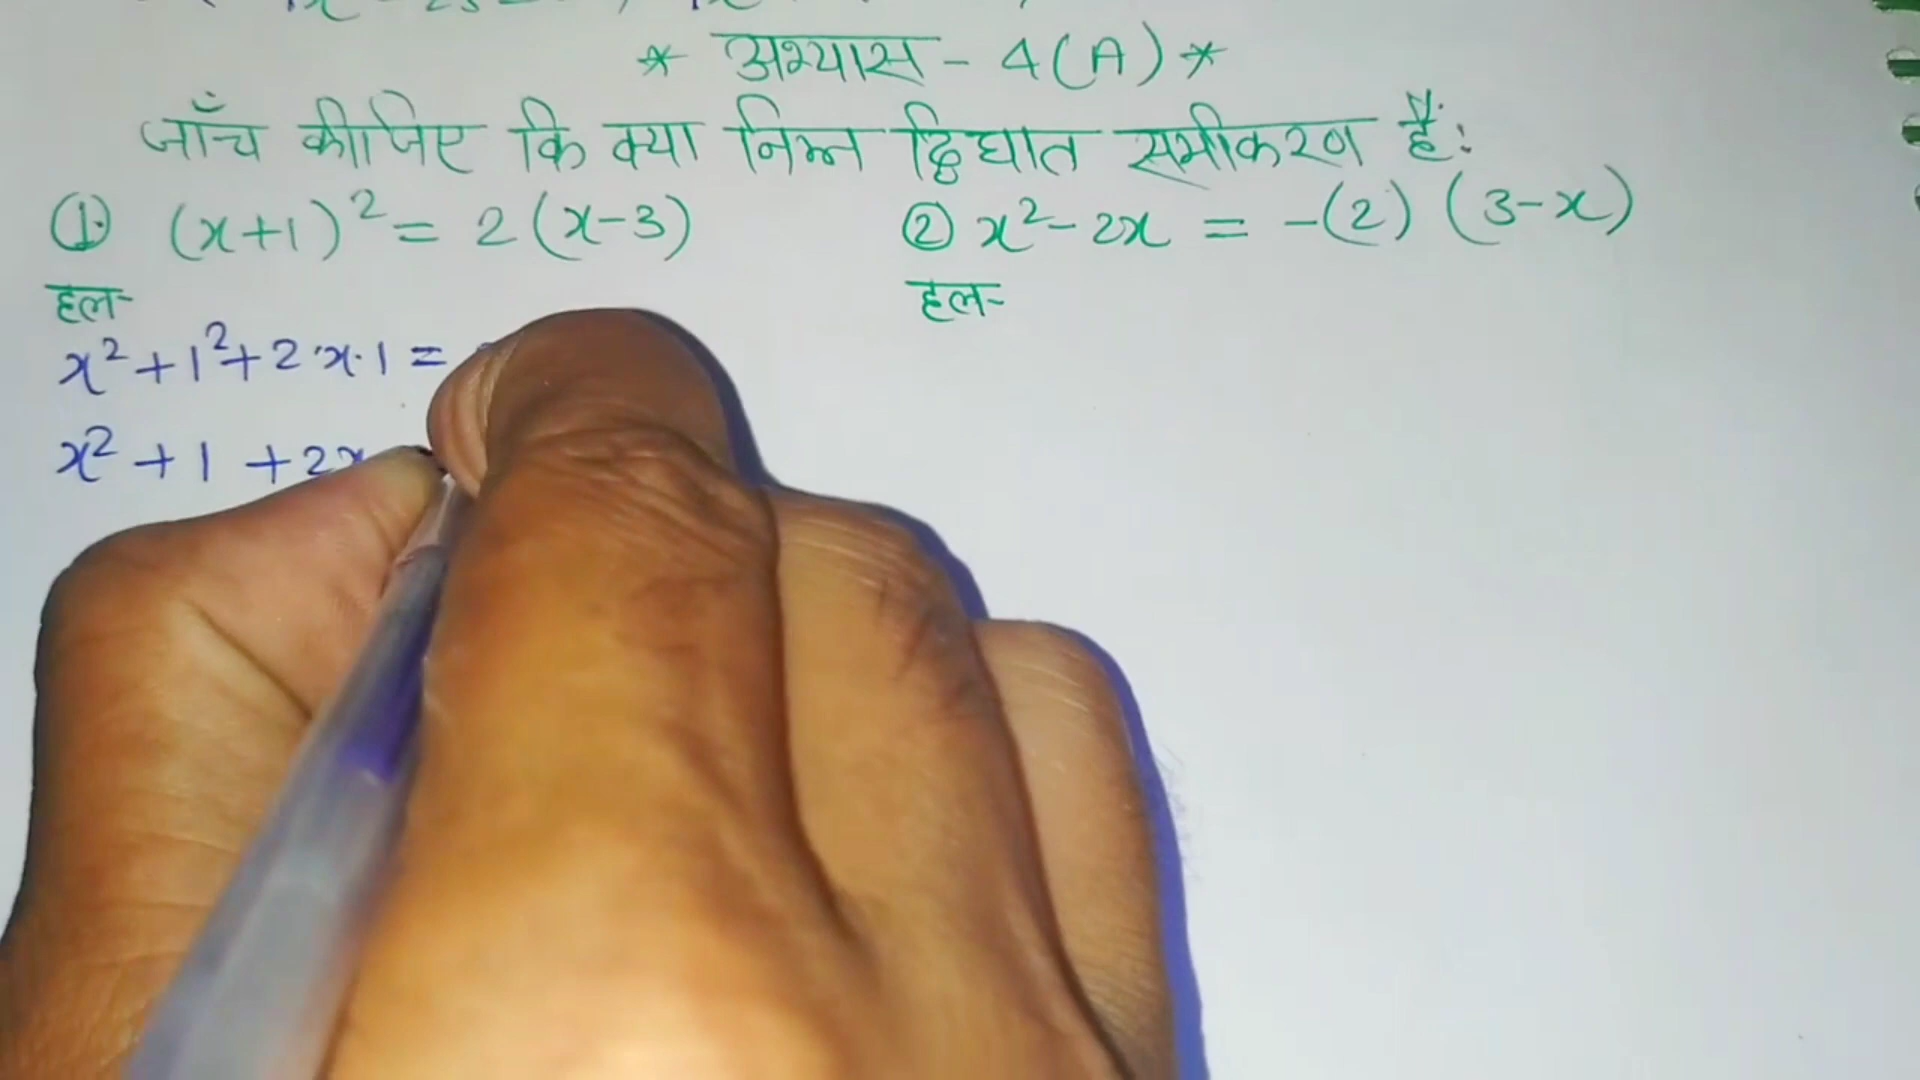 * अभ्यास - 4(A) *
जाँच कीजिए कि क्या निम्न द्विघात समीकरण हैं:
① (x+1)² = 2(x-3)
② x²-2x = -(2) (3-x)
हल-
हल-
x²+1²+2·x·1 =
x² +1 +2x